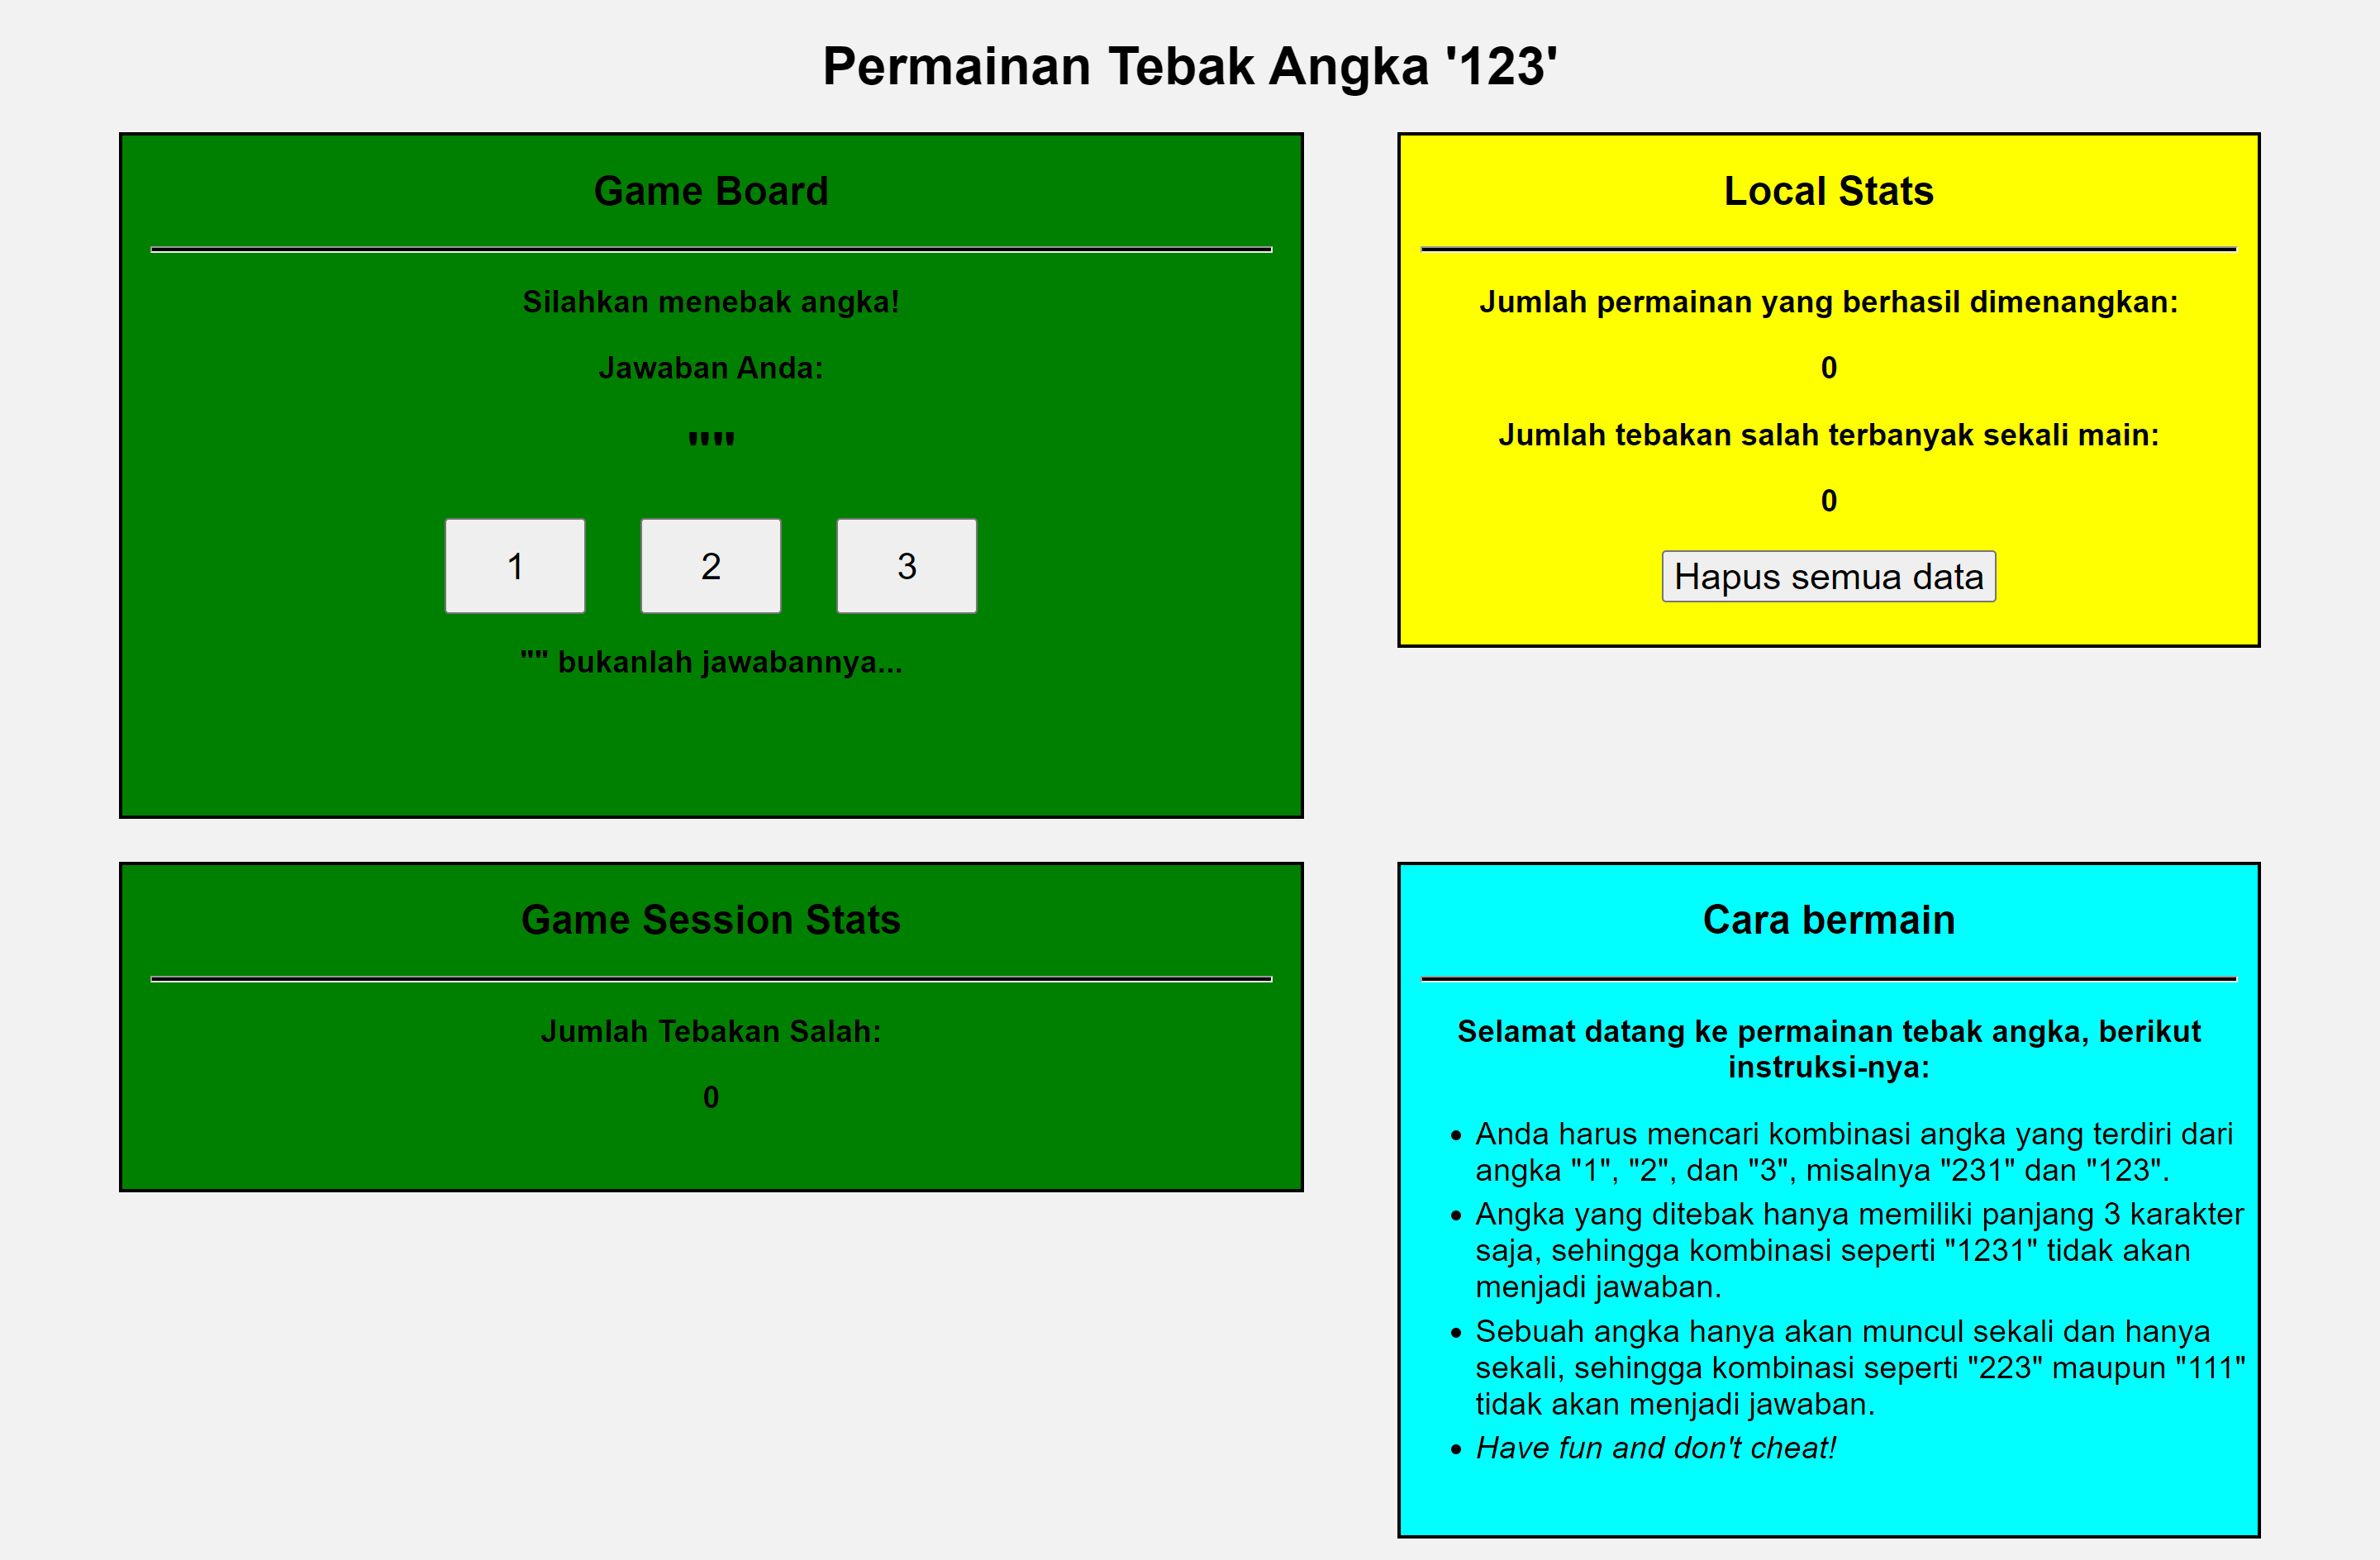 Permainan Tebak Angka '123'
Game Board
Silahkan menebak angka!
Jawaban Anda:
""
1
2
3
"" bukanlah jawabannya...
Local Stats
Jumlah permainan yang berhasil dimenangkan:
0
Jumlah tebakan salah terbanyak sekali main:
0
Hapus semua data
Game Session Stats
Jumlah Tebakan Salah:
0
Cara bermain
Selamat datang ke permainan tebak angka, berikut
instruksi-nya:
• Anda harus mencari kombinasi angka yang terdiri dari
angka "1", "2", dan "3", misalnya "231" dan "123".
• Angka yang ditebak hanya memiliki panjang 3 karakter
saja, sehingga kombinasi seperti "1231" tidak akan
menjadi jawaban.
• Sebuah angka hanya akan muncul sekali dan hanya
sekali, sehingga kombinasi seperti "223" maupun "111"
tidak akan menjadi jawaban.
• Have fun and don't cheat!